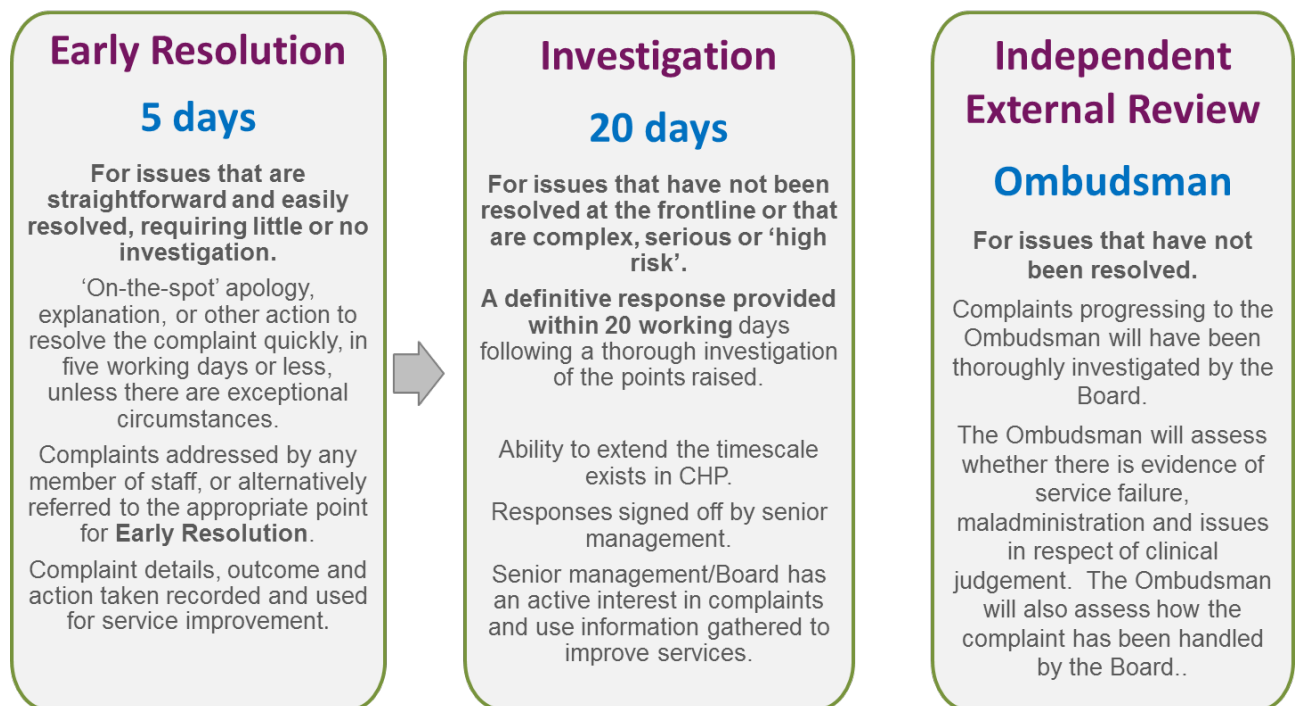 Early Resolution
5 days
For issues that are
straightforward and easily
resolved, requiring little or no
investigation.
‘On-the-spot’ apology,
explanation, or other action to
resolve the complaint quickly, in
five working days or less,
unless there are exceptional
circumstances.
Complaints addressed by any
member of staff, or alternatively
referred to the appropriate point
for Early Resolution.
Complaint details, outcome and
action taken recorded and used
for service improvement.
Investigation
20 days
For issues that have not been
resolved at the frontline or that
are complex, serious or ‘high
risk’.
A definitive response provided
within 20 working days
following a thorough investigation
of the points raised.
Ability to extend the timescale
exists in CHP.
Responses signed off by senior
management.
Senior management/Board has
an active interest in complaints
and use information gathered to
improve services.
Independent
External Review
Ombudsman
For issues that have not
been resolved.
Complaints progressing to the
Ombudsman will have been
thoroughly investigated by the
Board.
The Ombudsman will assess
whether there is evidence of
service failure,
maladministration and issues
in respect of clinical
judgement.  The Ombudsman
will also assess how the
complaint has been handled
by the Board..